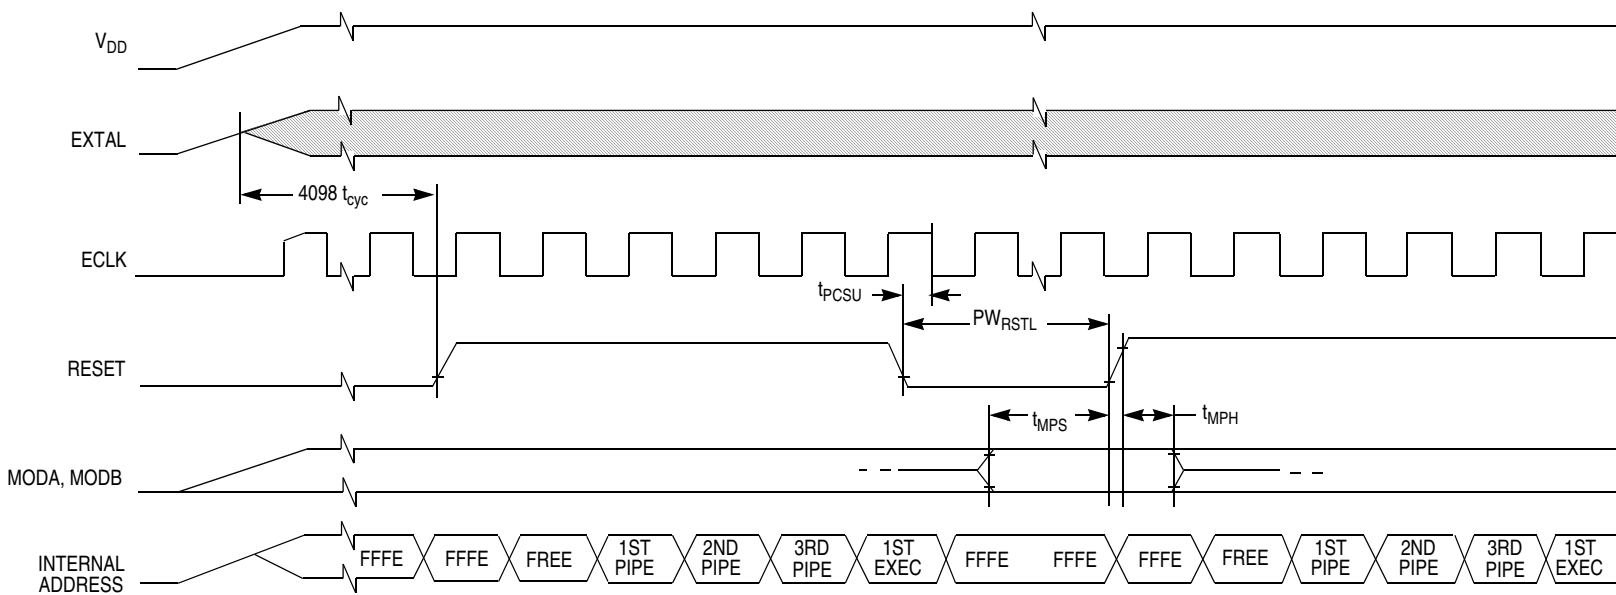 VDD
EXTAL
4098 tcyc
ECLK
tPCSU
PWRSTL
RESET
tMPS
tMPH
MODA, MODB
INTERNAL
ADDRESS
FFFE
FFFE
FREE
1ST
PIPE
2ND
PIPE
3RD
PIPE
1ST
EXEC
FFFE
FFFE
FFFE
FREE
1ST
PIPE
2ND
PIPE
3RD
PIPE
1ST
EXEC